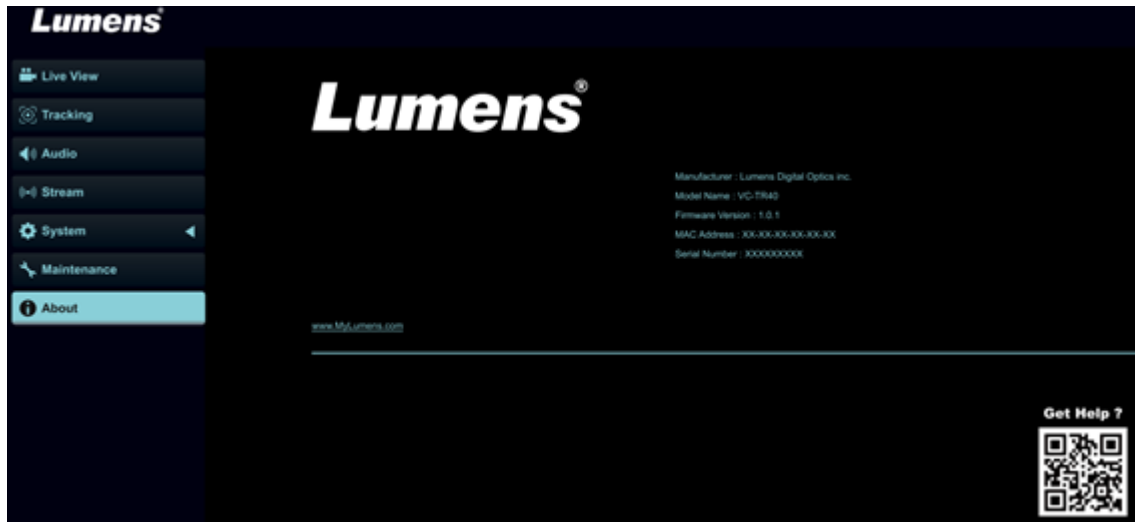 Lumens
Live View
Tracking
Audio
Stream
System
Maintenance
About
Lumens®
Manufacturer : Lumens Digital Optics inc.
Model Name : VC-TR40
Firmware Version : 1.0.1
MAC Address : XX-XX-XX-XX-XX-XX
Serial Number : XXXXXXXXXX
www.MyLumens.com
Get Help ?